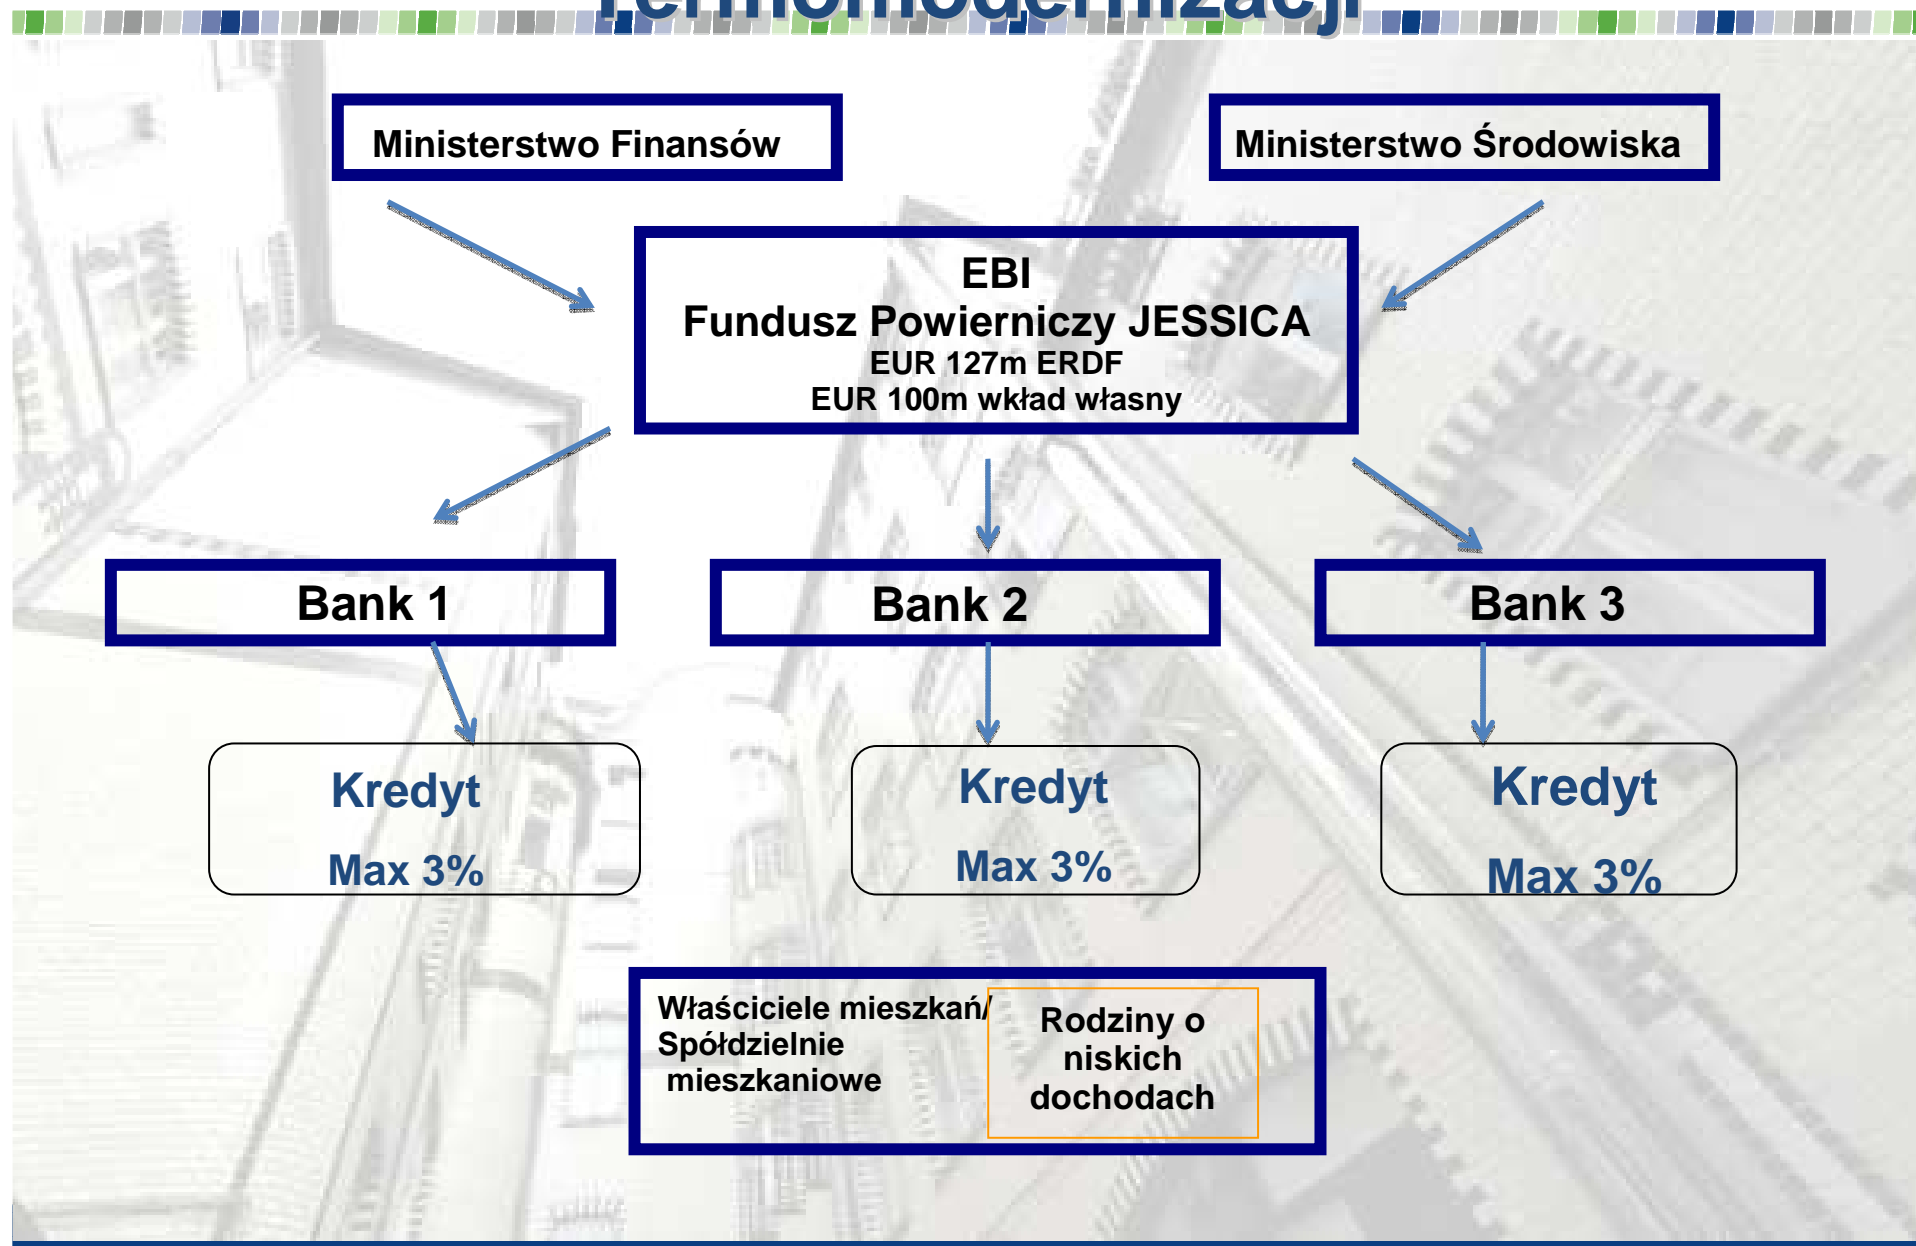 Termomodernizacji
Ministerstwo Finansów
Ministerstwo Środowiska
EBI
Fundusz Powierniczy JESSICA
EUR 127m ERDF
EUR 100m wkład własny
Bank 1
Bank 2
Bank 3
Kredyt
Max 3%
Kredyt
Max 3%
Kredyt
Max 3%
Właściciele mieszkań/
Spółdzielnie
mieszkaniowe
Rodziny o
niskich
dochodach